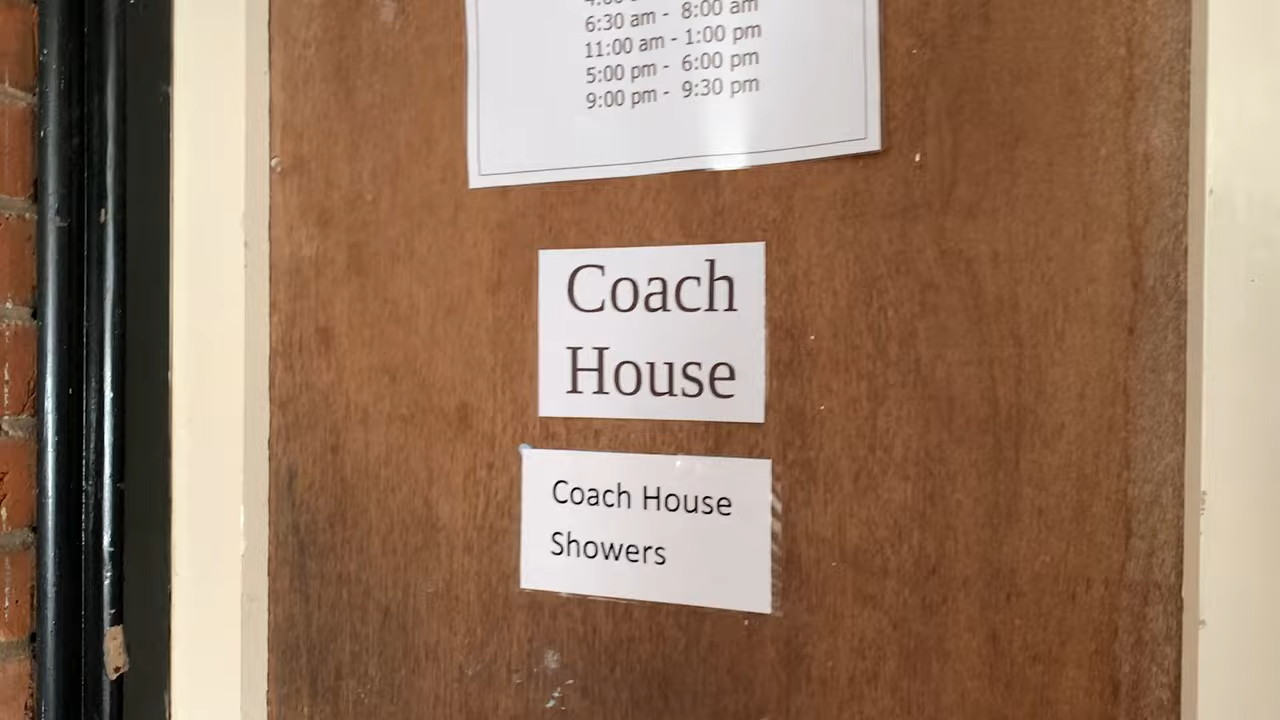 6:30 am - 8:00 am
11:00 am - 1:00 pm
5:00 pm - 6:00 pm
9:00 pm - 9:30 pm
Coach
House
Coach House
Showers